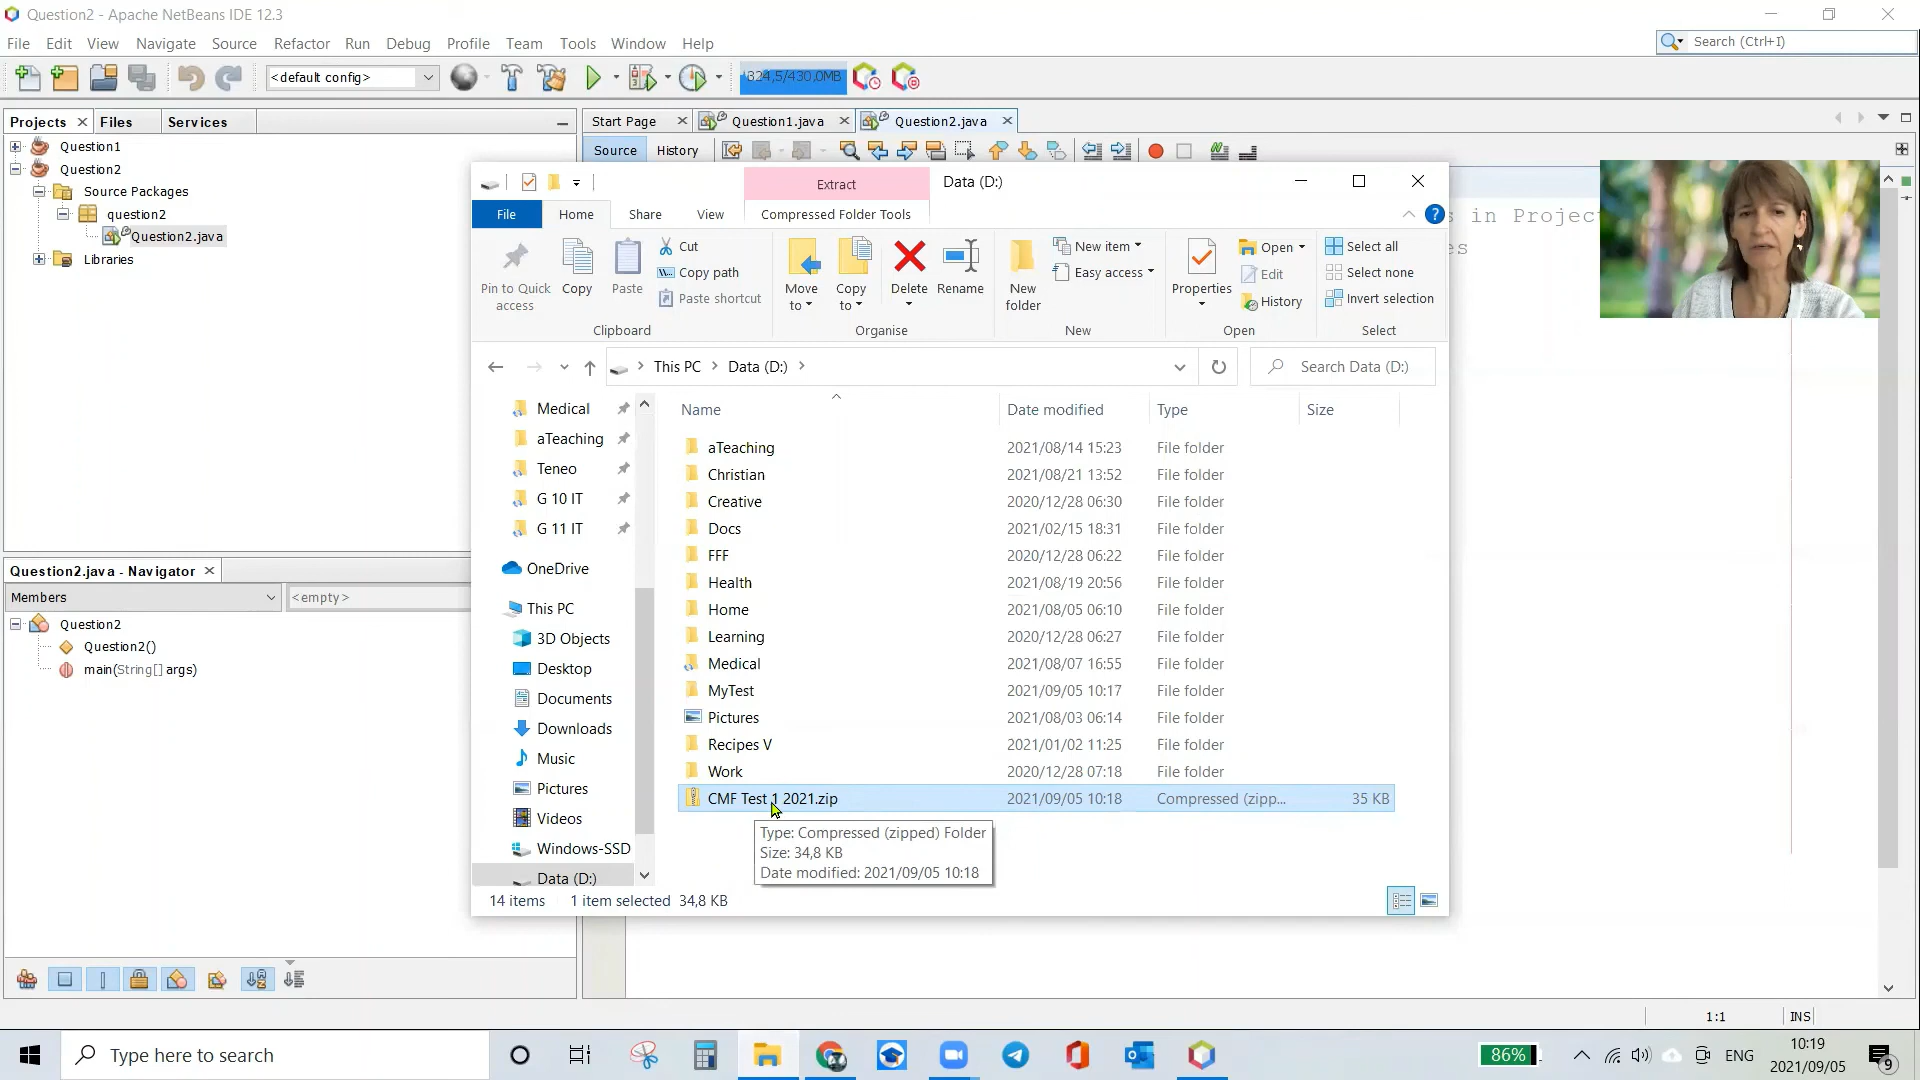 Question2 - Apache NetBeans IDE 12.3
File Edit View Navigate Source Refactor Run Debug Profile Team Tools Window Help
Search (Ctrl+I)
<default config>
324,5/430,0MB
Projects Files Services
Start Page Question1.java Question2.java
Source History
Question1
Question2
Source Packages
question2
Question2.java
Libraries
s in Projec
es
Extract
Data (D:)
File Home Share View Compressed Folder Tools
Pin to Quick access
Copy
Paste
Cut
Copy path
Paste shortcut
Clipboard
Move to
Copy to
Delete
Rename
Organise
New folder
New item
Easy access
New
Properties
Open
Edit
History
Open
Select all
Select none
Invert selection
Select
This PC > Data (D:) >
Search Data (D:)
Medical
aTeaching
Teneo
G 10 IT
G 11 IT
OneDrive
This PC
3D Objects
Desktop
Documents
Downloads
Music
Pictures
Videos
Windows-SSD
Data (D:)
Name Date modified Type Size
aTeaching 2021/08/14 15:23 File folder
Christian 2021/08/21 13:52 File folder
Creative 2020/12/28 06:30 File folder
Docs 2021/02/15 18:31 File folder
FFF 2020/12/28 06:22 File folder
Health 2021/08/19 20:56 File folder
Home 2021/08/05 06:10 File folder
Learning 2020/12/28 06:27 File folder
Medical 2021/08/07 16:55 File folder
MyTest 2021/09/05 10:17 File folder
Pictures 2021/08/03 06:14 File folder
Recipes V 2021/01/02 11:25 File folder
Work 2020/12/28 07:18 File folder
CMF Test 1 2021.zip 2021/09/05 10:18 Compressed (zipp... 35 KB
Type: Compressed (zipped) Folder
Size: 34,8 KB
Date modified: 2021/09/05 10:18
14 items 1 item selected 34,8 KB
Question2.java - Navigator
Members
<empty>
Question2
Question2()
main(String[] args)
1:1 INS
Type here to search
86%
ENG
10:19
2021/09/05
9